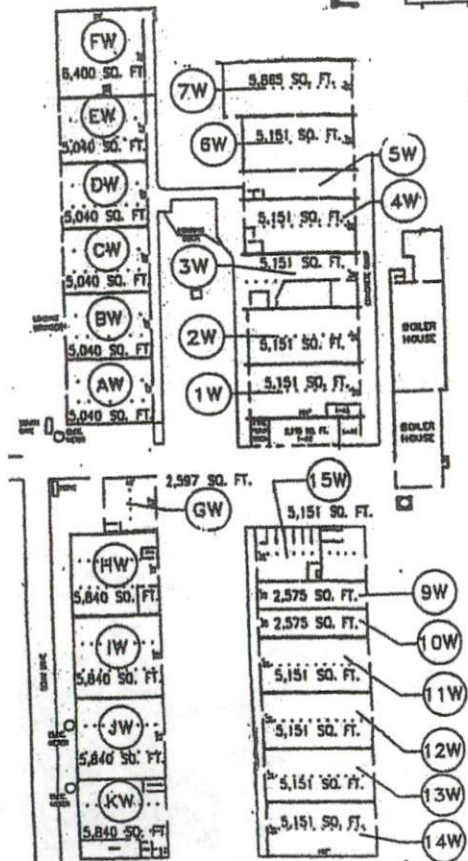 FW
6,400 SQ. FT.
EW
5,040 SQ. FT.
DW
5,040 SQ. FT.
CW
5,040 SQ. FT.
BW
5,040 SQ. FT.
AW
5,040 SQ. FT.
7W
5,865 SQ. FT.
6W
5,151 SQ. FT.
5W
4W
5,151 SQ. FT.
3W
5,151 SQ. FT.
2W
5,151 SQ. FT.
1W
5,151 SQ. FT.
BOILER
HOUSE
BOILER
HOUSE
2,597 SQ. FT.
GW
HW
5,840 SQ. FT.
IW
5,840 SQ. FT.
JW
5,840 SQ. FT.
KW
5,840 SQ. FT.
15W
5,151 SQ. FT.
9W
2,575 SQ. FT.
10W
2,575 SQ. FT.
11W
5,151 SQ. FT.
12W
5,151 SQ. FT.
13W
5,151 SQ. FT.
14W
5,151 SQ. FT.